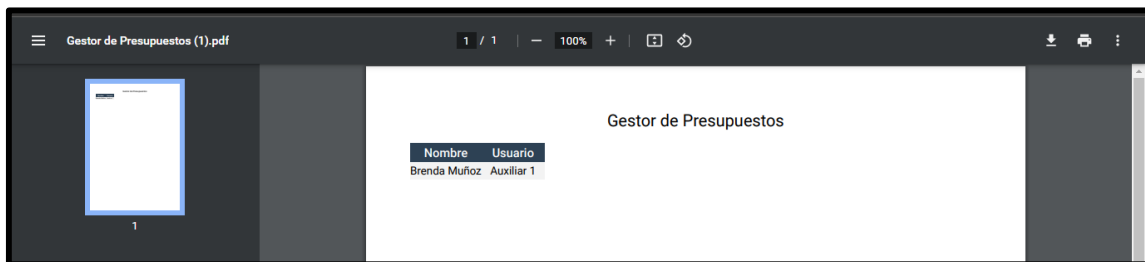 Gestor de Presupuestos (1).pdf
1 / 1
100%
Gestor de Presupuestos
Nombre Usuario
Brenda Muñoz Auxiliar 1
1